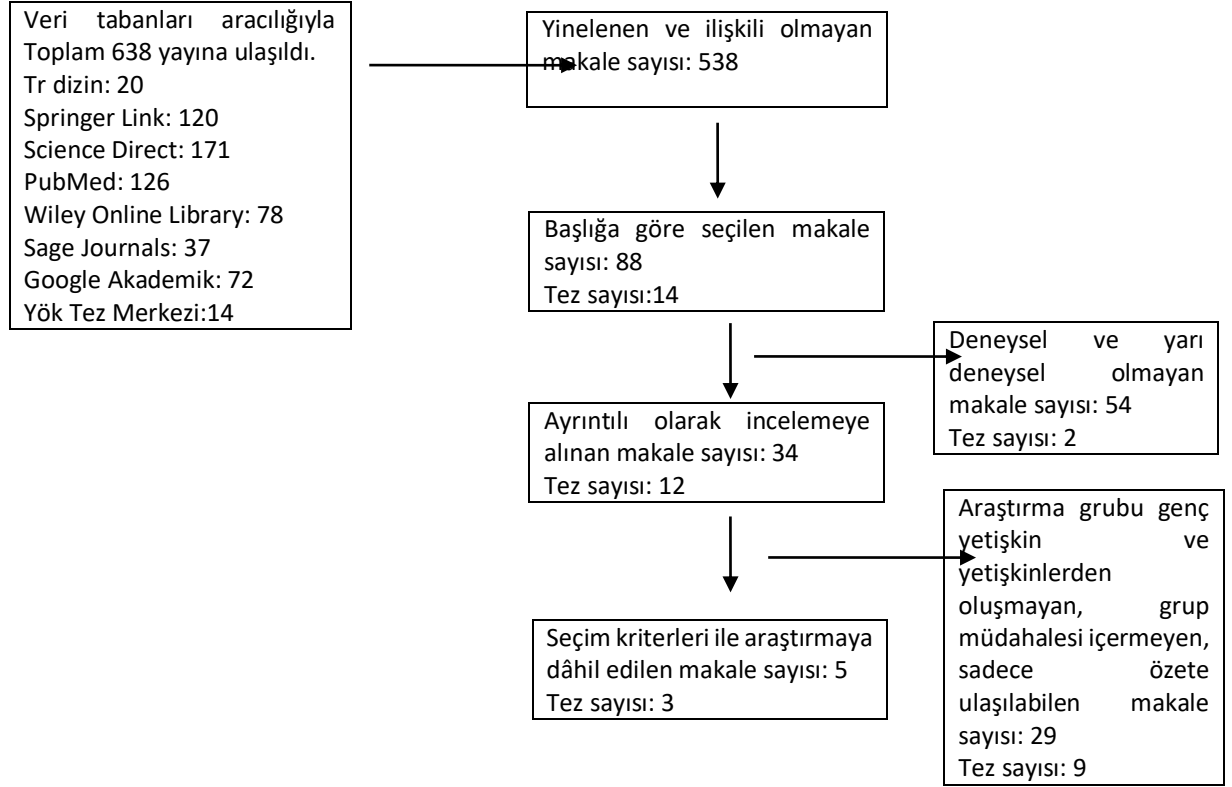 Veri tabanları aracılığıyla
Toplam 638 yayına ulaşıldı.
Tr dizin: 20
Springer Link: 120
Science Direct: 171
PubMed: 126
Wiley Online Library: 78
Sage Journals: 37
Google Akademik: 72
Yök Tez Merkezi:14
Yinelenen ve ilişkili olmayan
makale sayısı: 538
Başlığa göre seçilen makale
sayısı: 88
Tez sayısı:14
Deneysel ve yarı
deneysel olmayan
makale sayısı: 54
Tez sayısı: 2
Ayrıntılı olarak incelemeye
alınan makale sayısı: 34
Tez sayısı: 12
Araştırma grubu genç
yetişkin ve
yetişkinlerden
oluşmayan, grup
müdahalesi içermeyen,
sadece özete
ulaşılabilen makale
sayısı: 29
Tez sayısı: 9
Seçim kriterleri ile araştırmaya
dâhil edilen makale sayısı: 5
Tez sayısı: 3